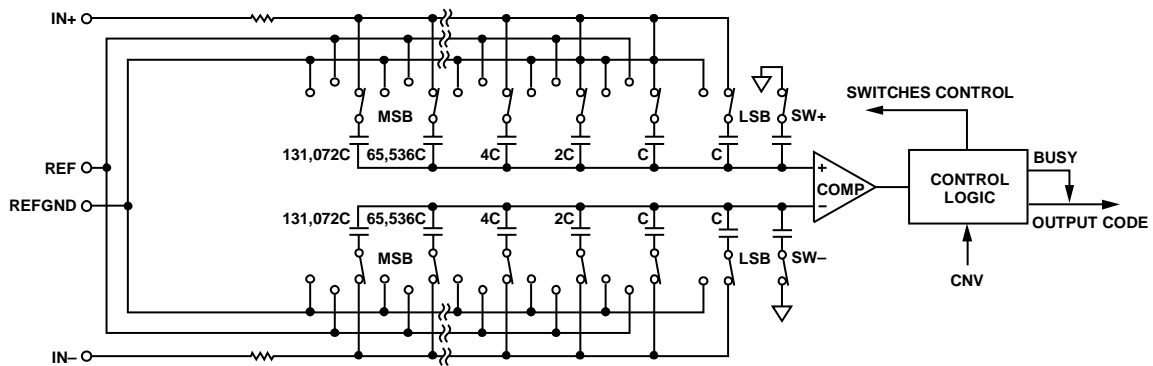 IN+
SWITCHES CONTROL
MSB
LSB
SW+
131,072C
65,536C
4C
2C
C
C
BUSY
REF
+
COMP
CONTROL
LOGIC
REFGND
–
OUTPUT CODE
131,072C
65,536C
4C
2C
C
C
MSB
LSB
SW–
CNV
IN–